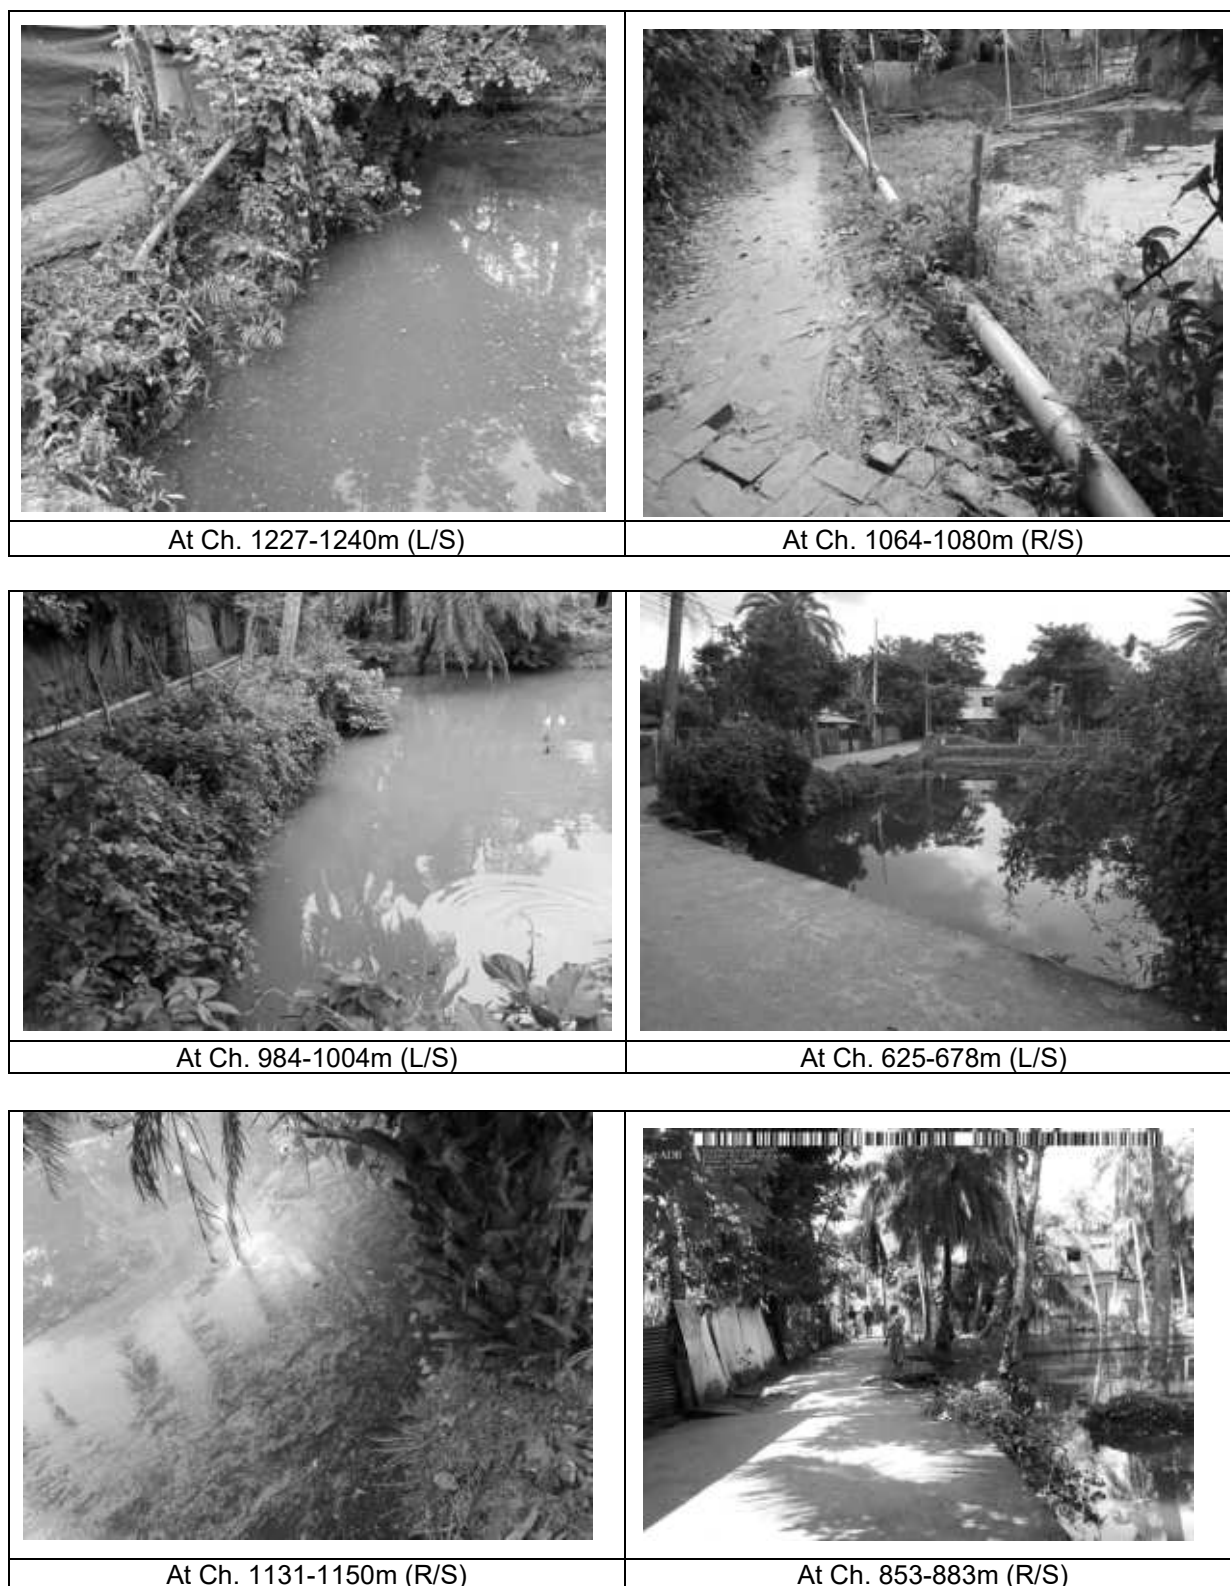 At Ch. 1227-1240m (L/S)
At Ch. 1064-1080m (R/S)
At Ch. 984-1004m (L/S)
At Ch. 625-678m (L/S)
ADB
At Ch. 1131-1150m (R/S)
At Ch. 853-883m (R/S)